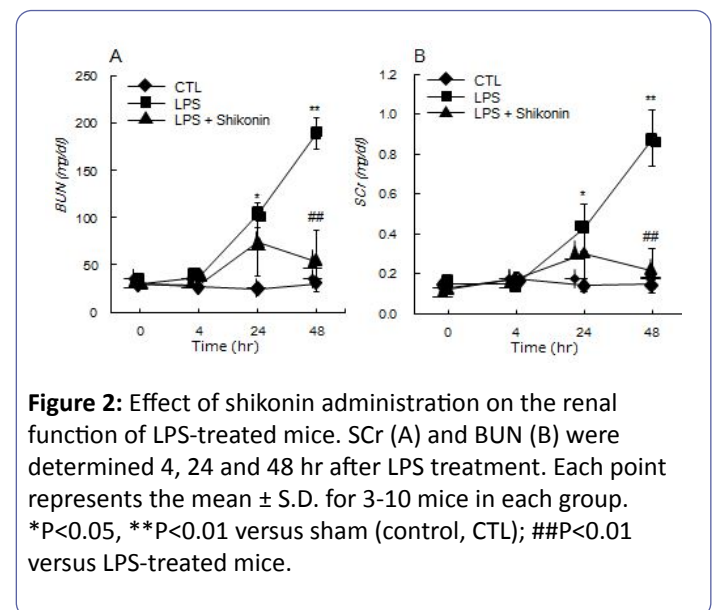 A
250
200
150
100
50
0
BUN (mg/dl)
CTL
LPS
LPS + Shikonin
*
**
##
0 4 24 48
Time (hr)
B
1.2
1.0
0.8
0.6
0.4
0.2
0.0
SCr (mg/dl)
CTL
LPS
LPS + Shikonin
*
**
##
0 4 24 48
Time (hr)
Figure 2: Effect of shikonin administration on the renal
function of LPS-treated mice. SCr (A) and BUN (B) were
determined 4, 24 and 48 hr after LPS treatment. Each point
represents the mean ± S.D. for 3-10 mice in each group.
*P<0.05, **P<0.01 versus sham (control, CTL); ##P<0.01
versus LPS-treated mice.